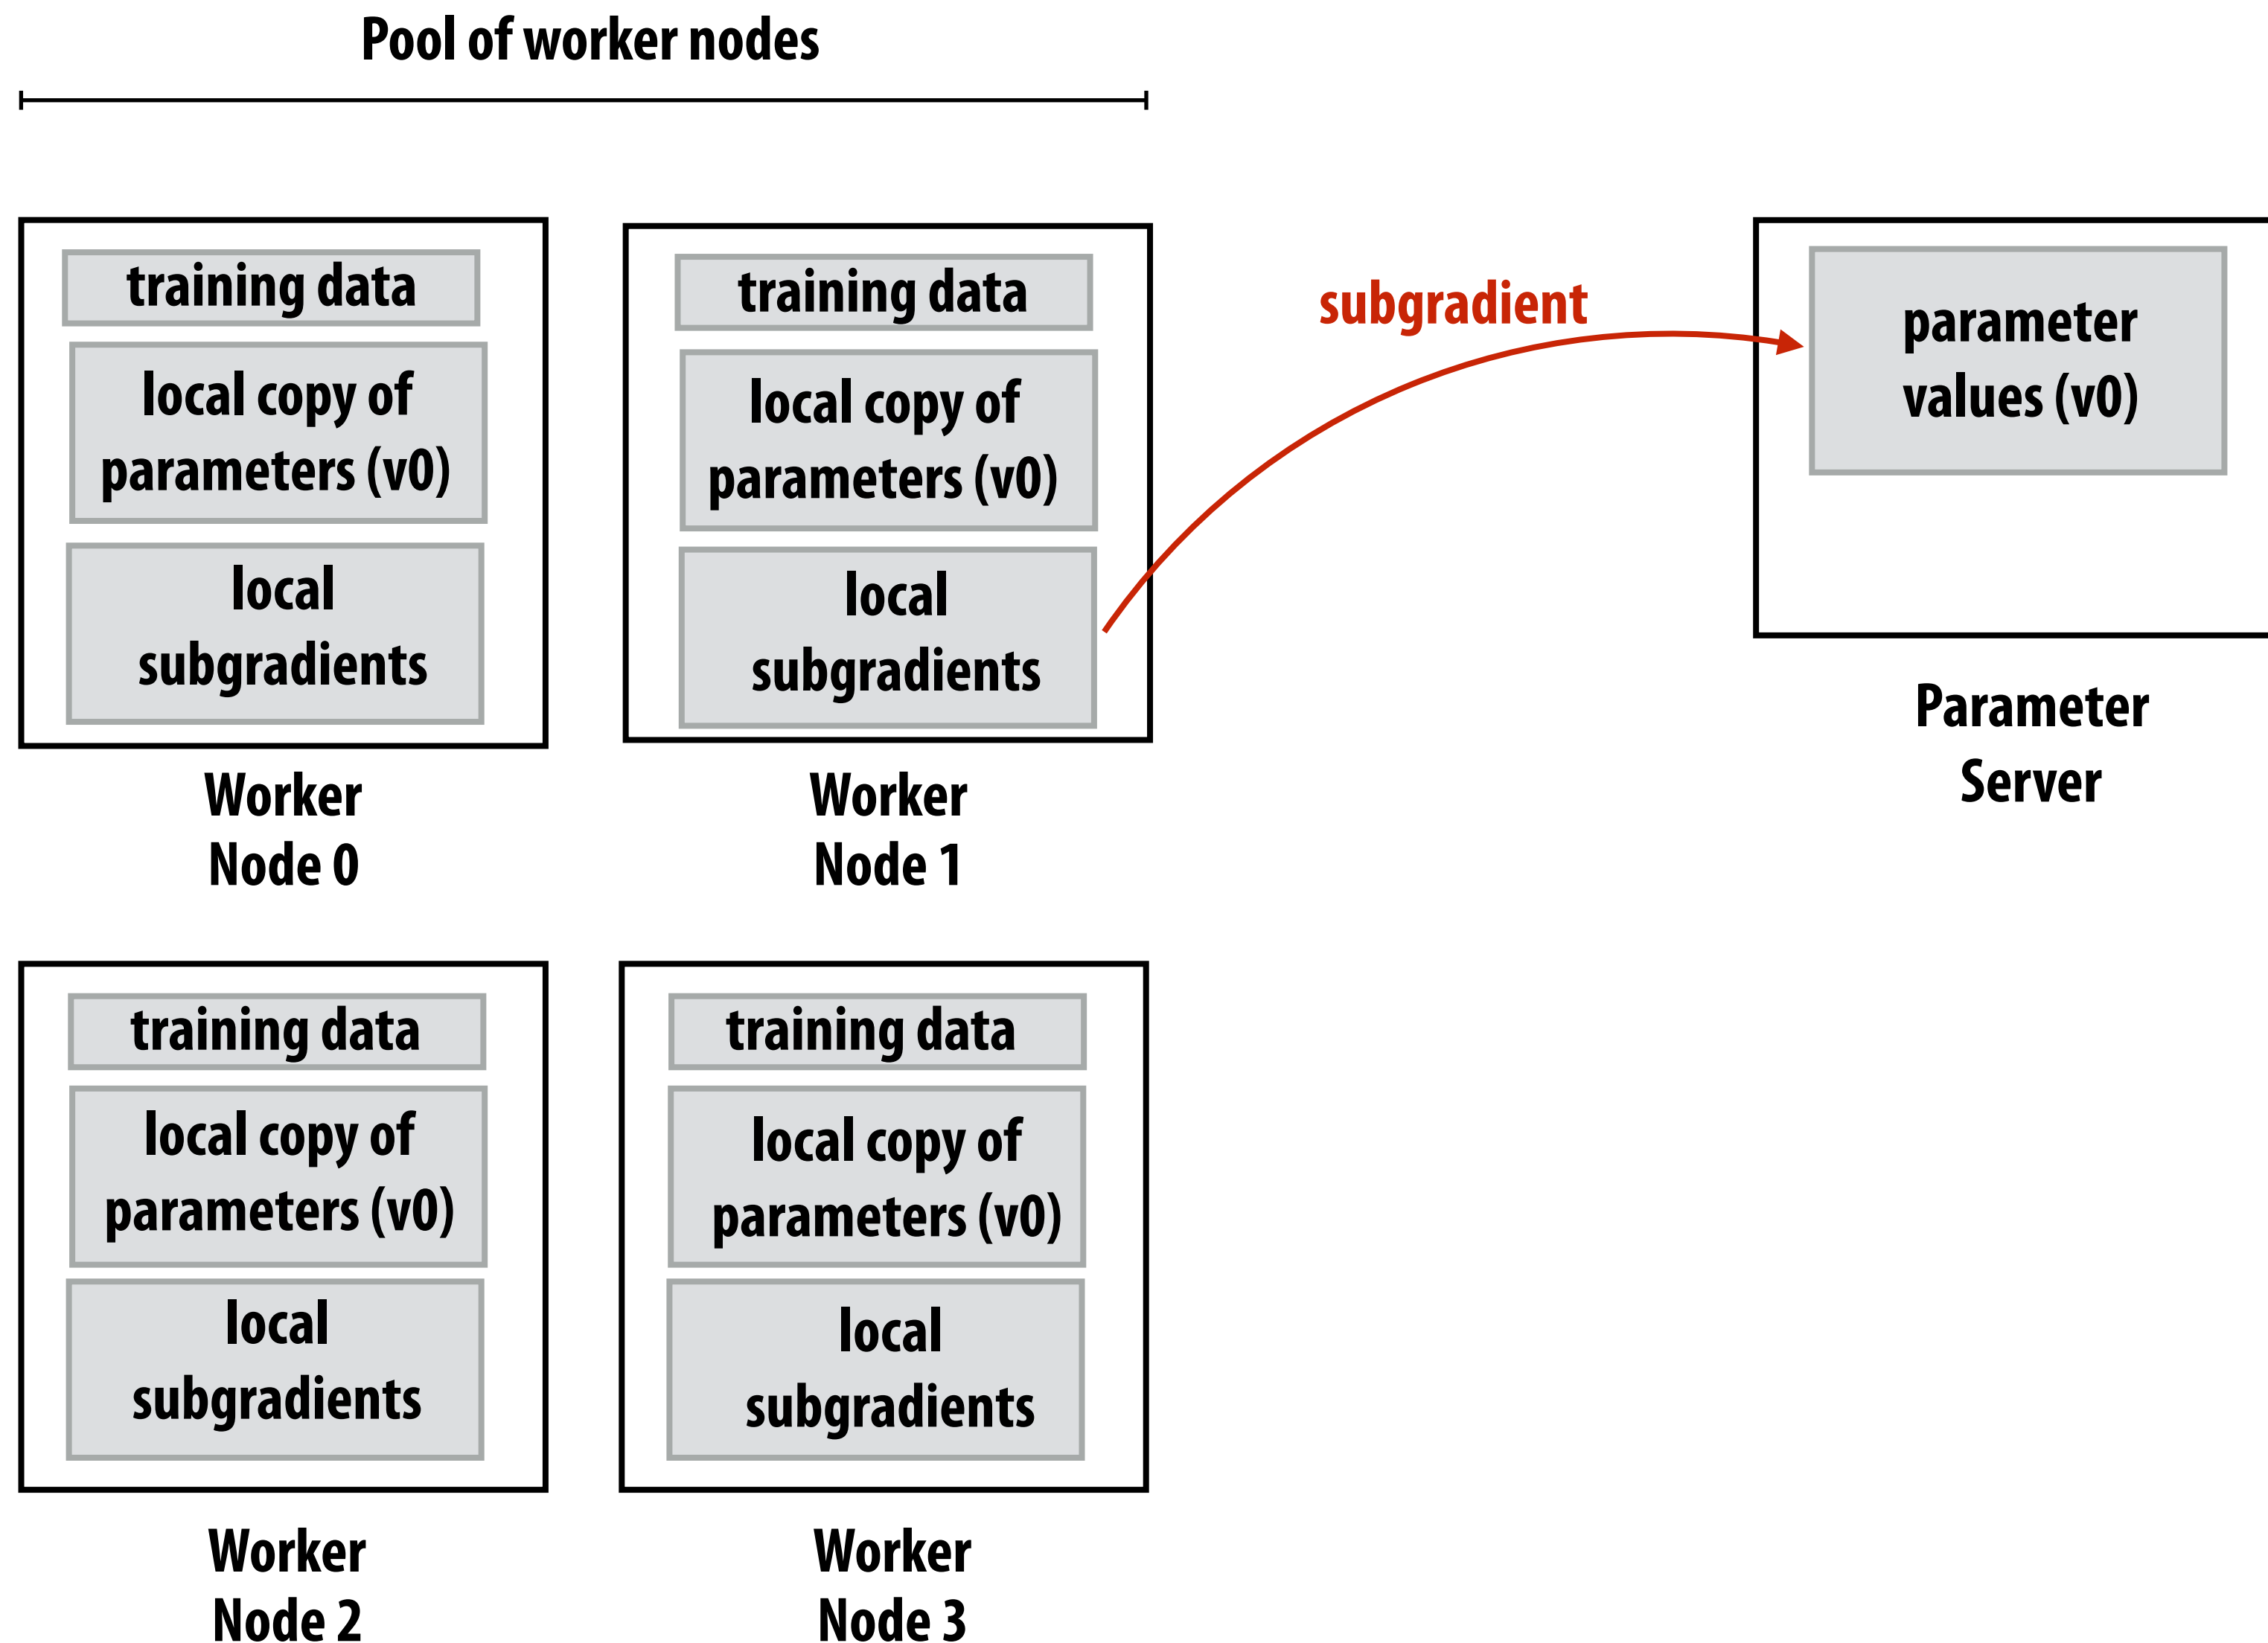 Pool of worker nodes
training data
local copy of
parameters (v0)
local
subgradients
Worker
Node 0
training data
local copy of
parameters (v0)
local
subgradients
Worker
Node 1
subgradient
parameter
values (v0)
Parameter
Server
training data
local copy of
parameters (v0)
local
subgradients
Worker
Node 2
training data
local copy of
parameters (v0)
local
subgradients
Worker
Node 3